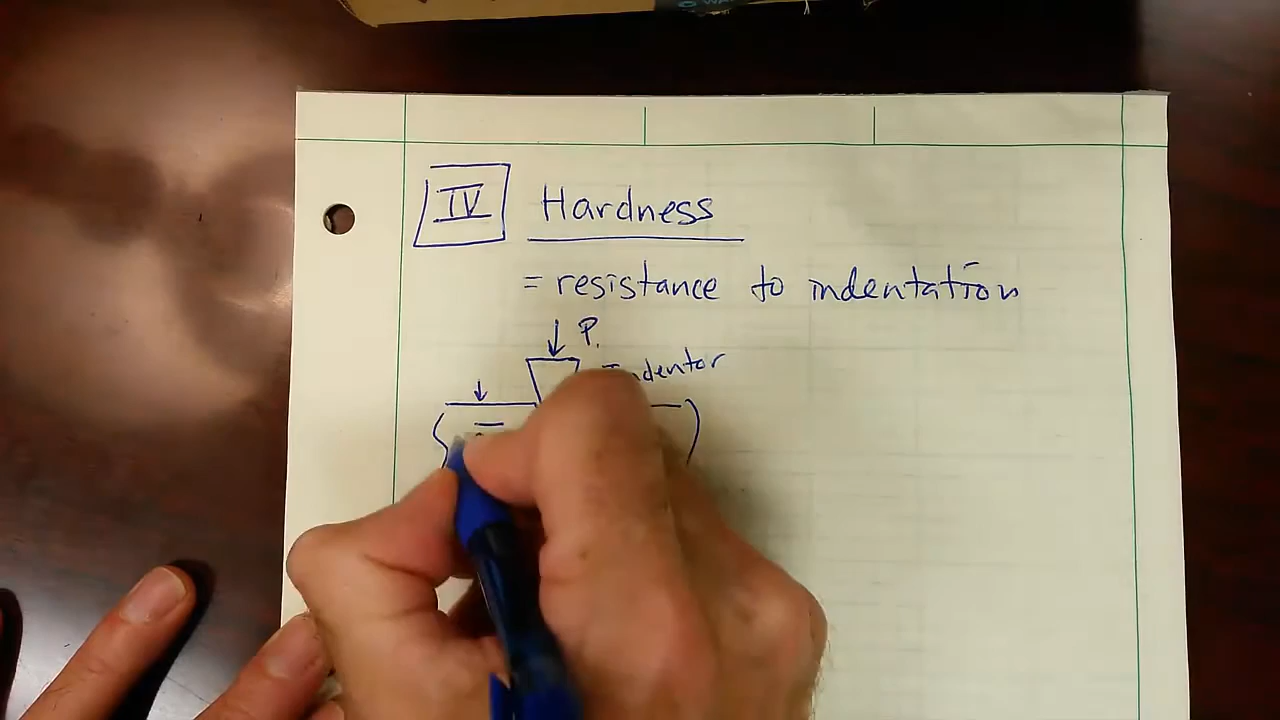 IV Hardness
= resistance to indentation
P.
Indentor